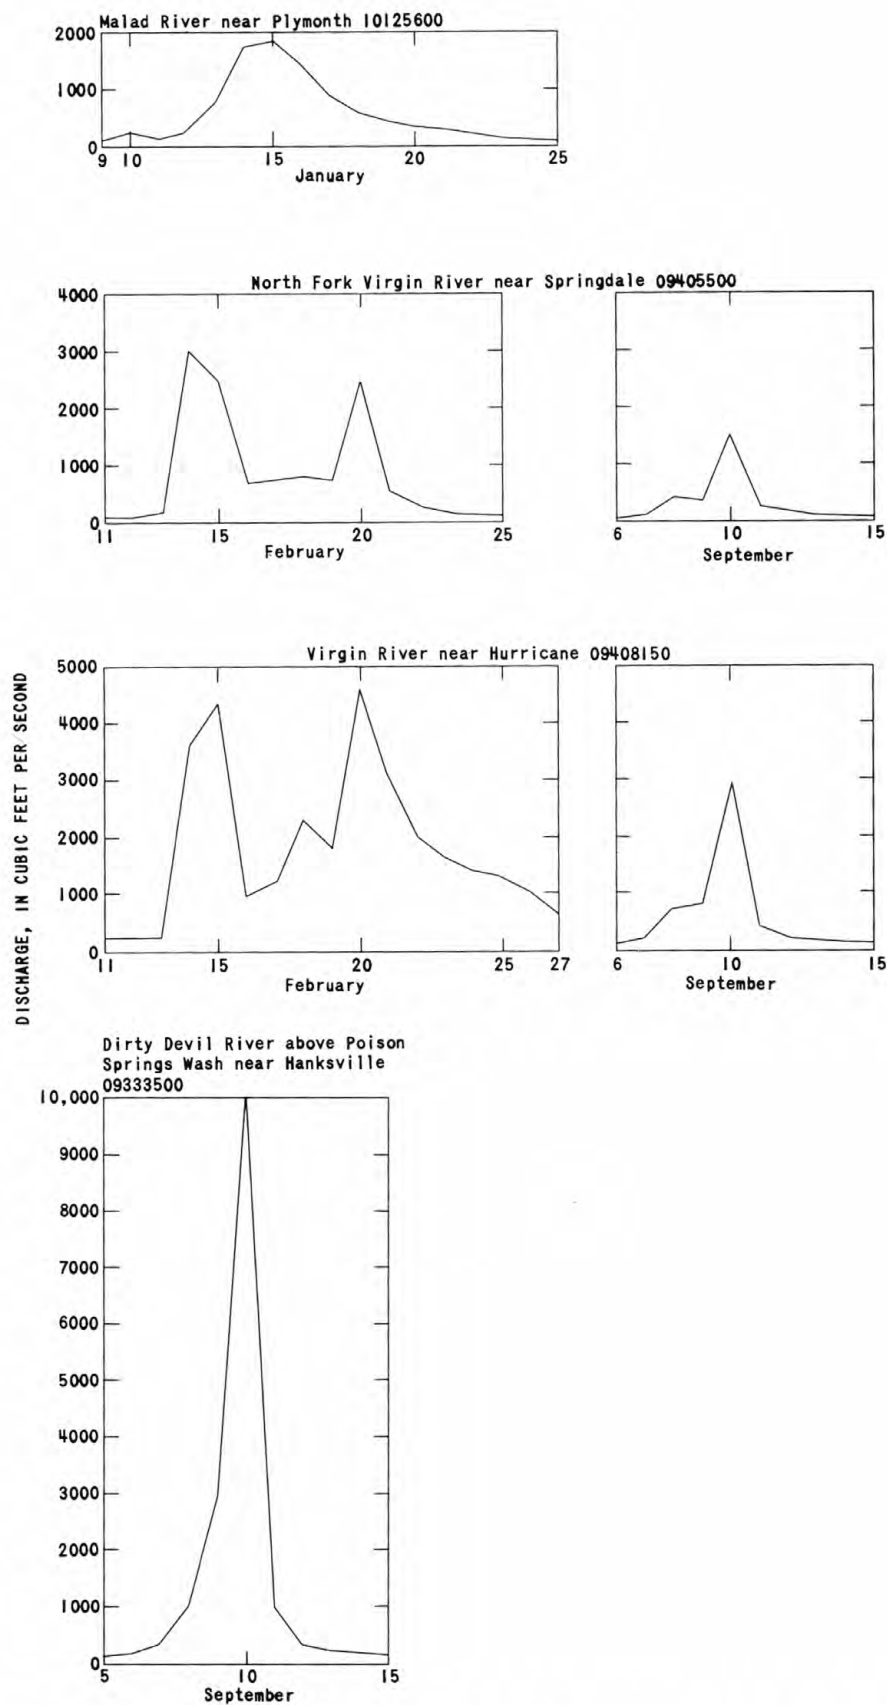 Malad River near Plymonth 10125600
2000
1000
0
9 10 15 20 25
January
North Fork Virgin River near Springdale 09405500
4000
3000
2000
1000
0
11 15 20 25
February
6 10 15
September
Virgin River near Hurricane 09408150
5000
4000
3000
2000
1000
0
11 15 20 25 27
February
6 10 15
September
DISCHARGE, IN CUBIC FEET PER SECOND
Dirty Devil River above Poison
Springs Wash near Hanksville
09333500
10,000
9000
8000
7000
6000
5000
4000
3000
2000
1000
0
5 10 15
September